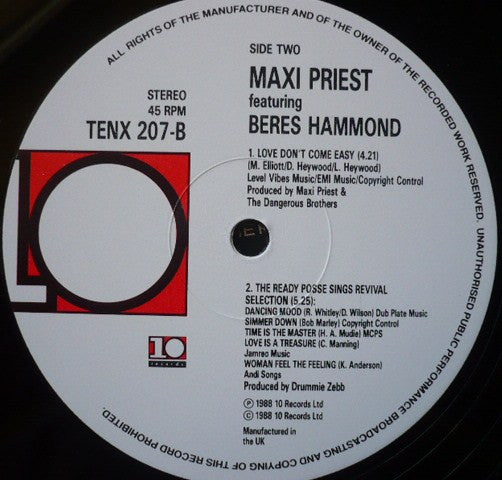 ALL RIGHTS OF THE MANUFACTURER AND OF THE OWNER OF THE RECORDED WORK RESERVED. UNAUTHORISED PUBLIC PERFORMANCE BROADCASTING AND COPYING OF THIS RECORD PROHIBITED.
SIDE TWO
STEREO
45 RPM
TENX 207-B
MAXI PRIEST
featuring
BERES HAMMOND
1. LOVE DON'T COME EASY (4.21)
(M. Elliott/D. Heywood/L. Heywood)
Level Vibes Music/EMI Music/Copyright Control
Produced by Maxi Priest &
The Dangerous Brothers
10
2. THE READY POSSE SINGS REVIVAL
SELECTION (5.25):
DANCING MOOD (R. Whitley/D. Wilson) Dub Plate Music
SIMMER DOWN (Bob Marley) Copyright Control
TIME IS THE MASTER (H. A. Mudie) MCPS
LOVE IS A TREASURE (C. Manning)
Jamreo Music
WOMAN FEEL THE FEELING (K. Anderson)
Andi Songs
Produced by Drummie Zebb
10
records
℗ 1988 10 Records Ltd
© 1988 10 Records Ltd
Manufactured in
the UK